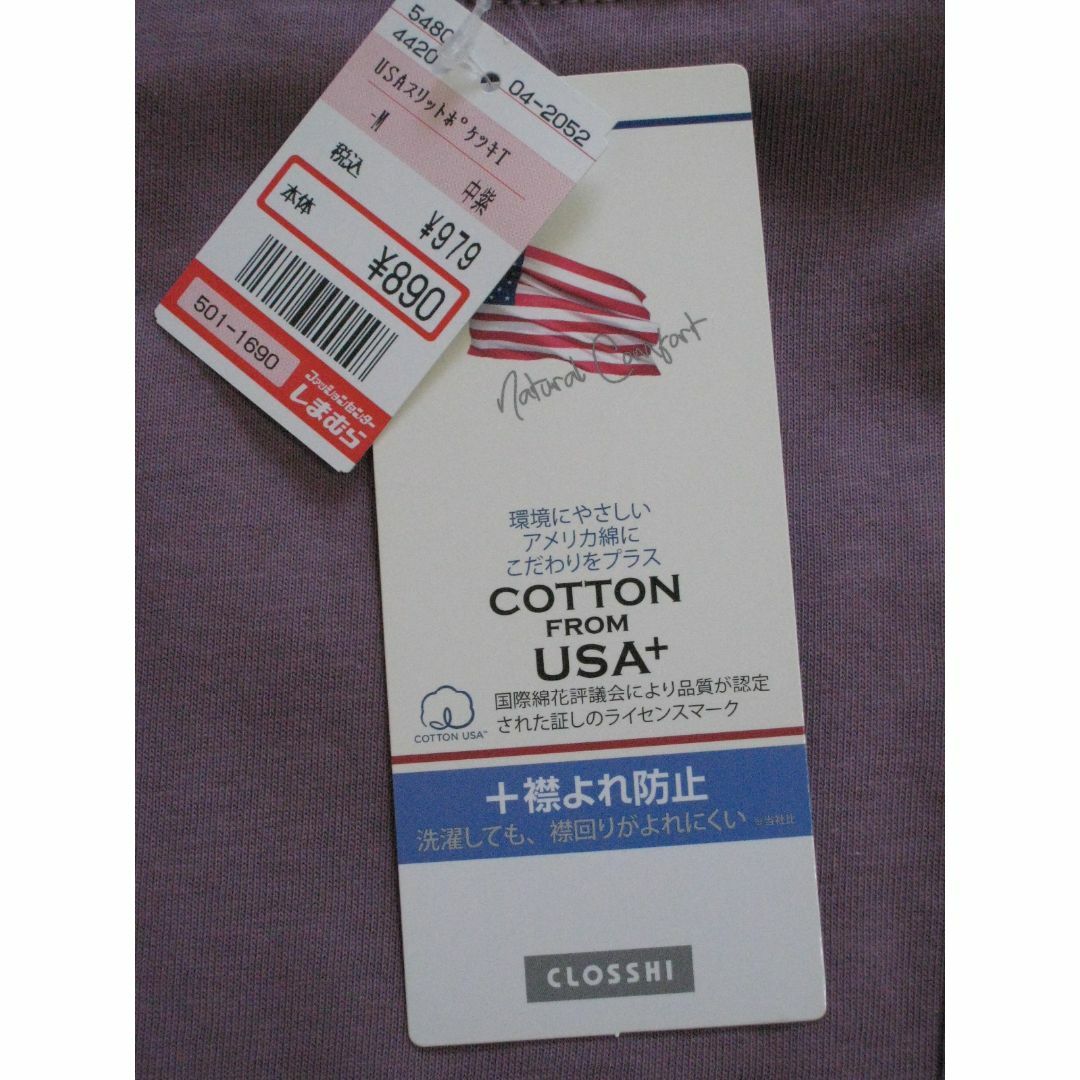 5480
4420
04-2052
USAスリットポケツキT
-M
中紫
税込
¥979
本体
¥890
501-1690
ファッションセンター
しまむら
Natural Comfort
環境にやさしい
アメリカ綿に
こだわりをプラス
COTTON
FROM
USA+
国際綿花評議会により品質が認定
された証しのライセンスマーク
COTTON USA™
+襟よれ防止
洗濯しても、襟回りがよれにくい ※当社比
CLOSSHI